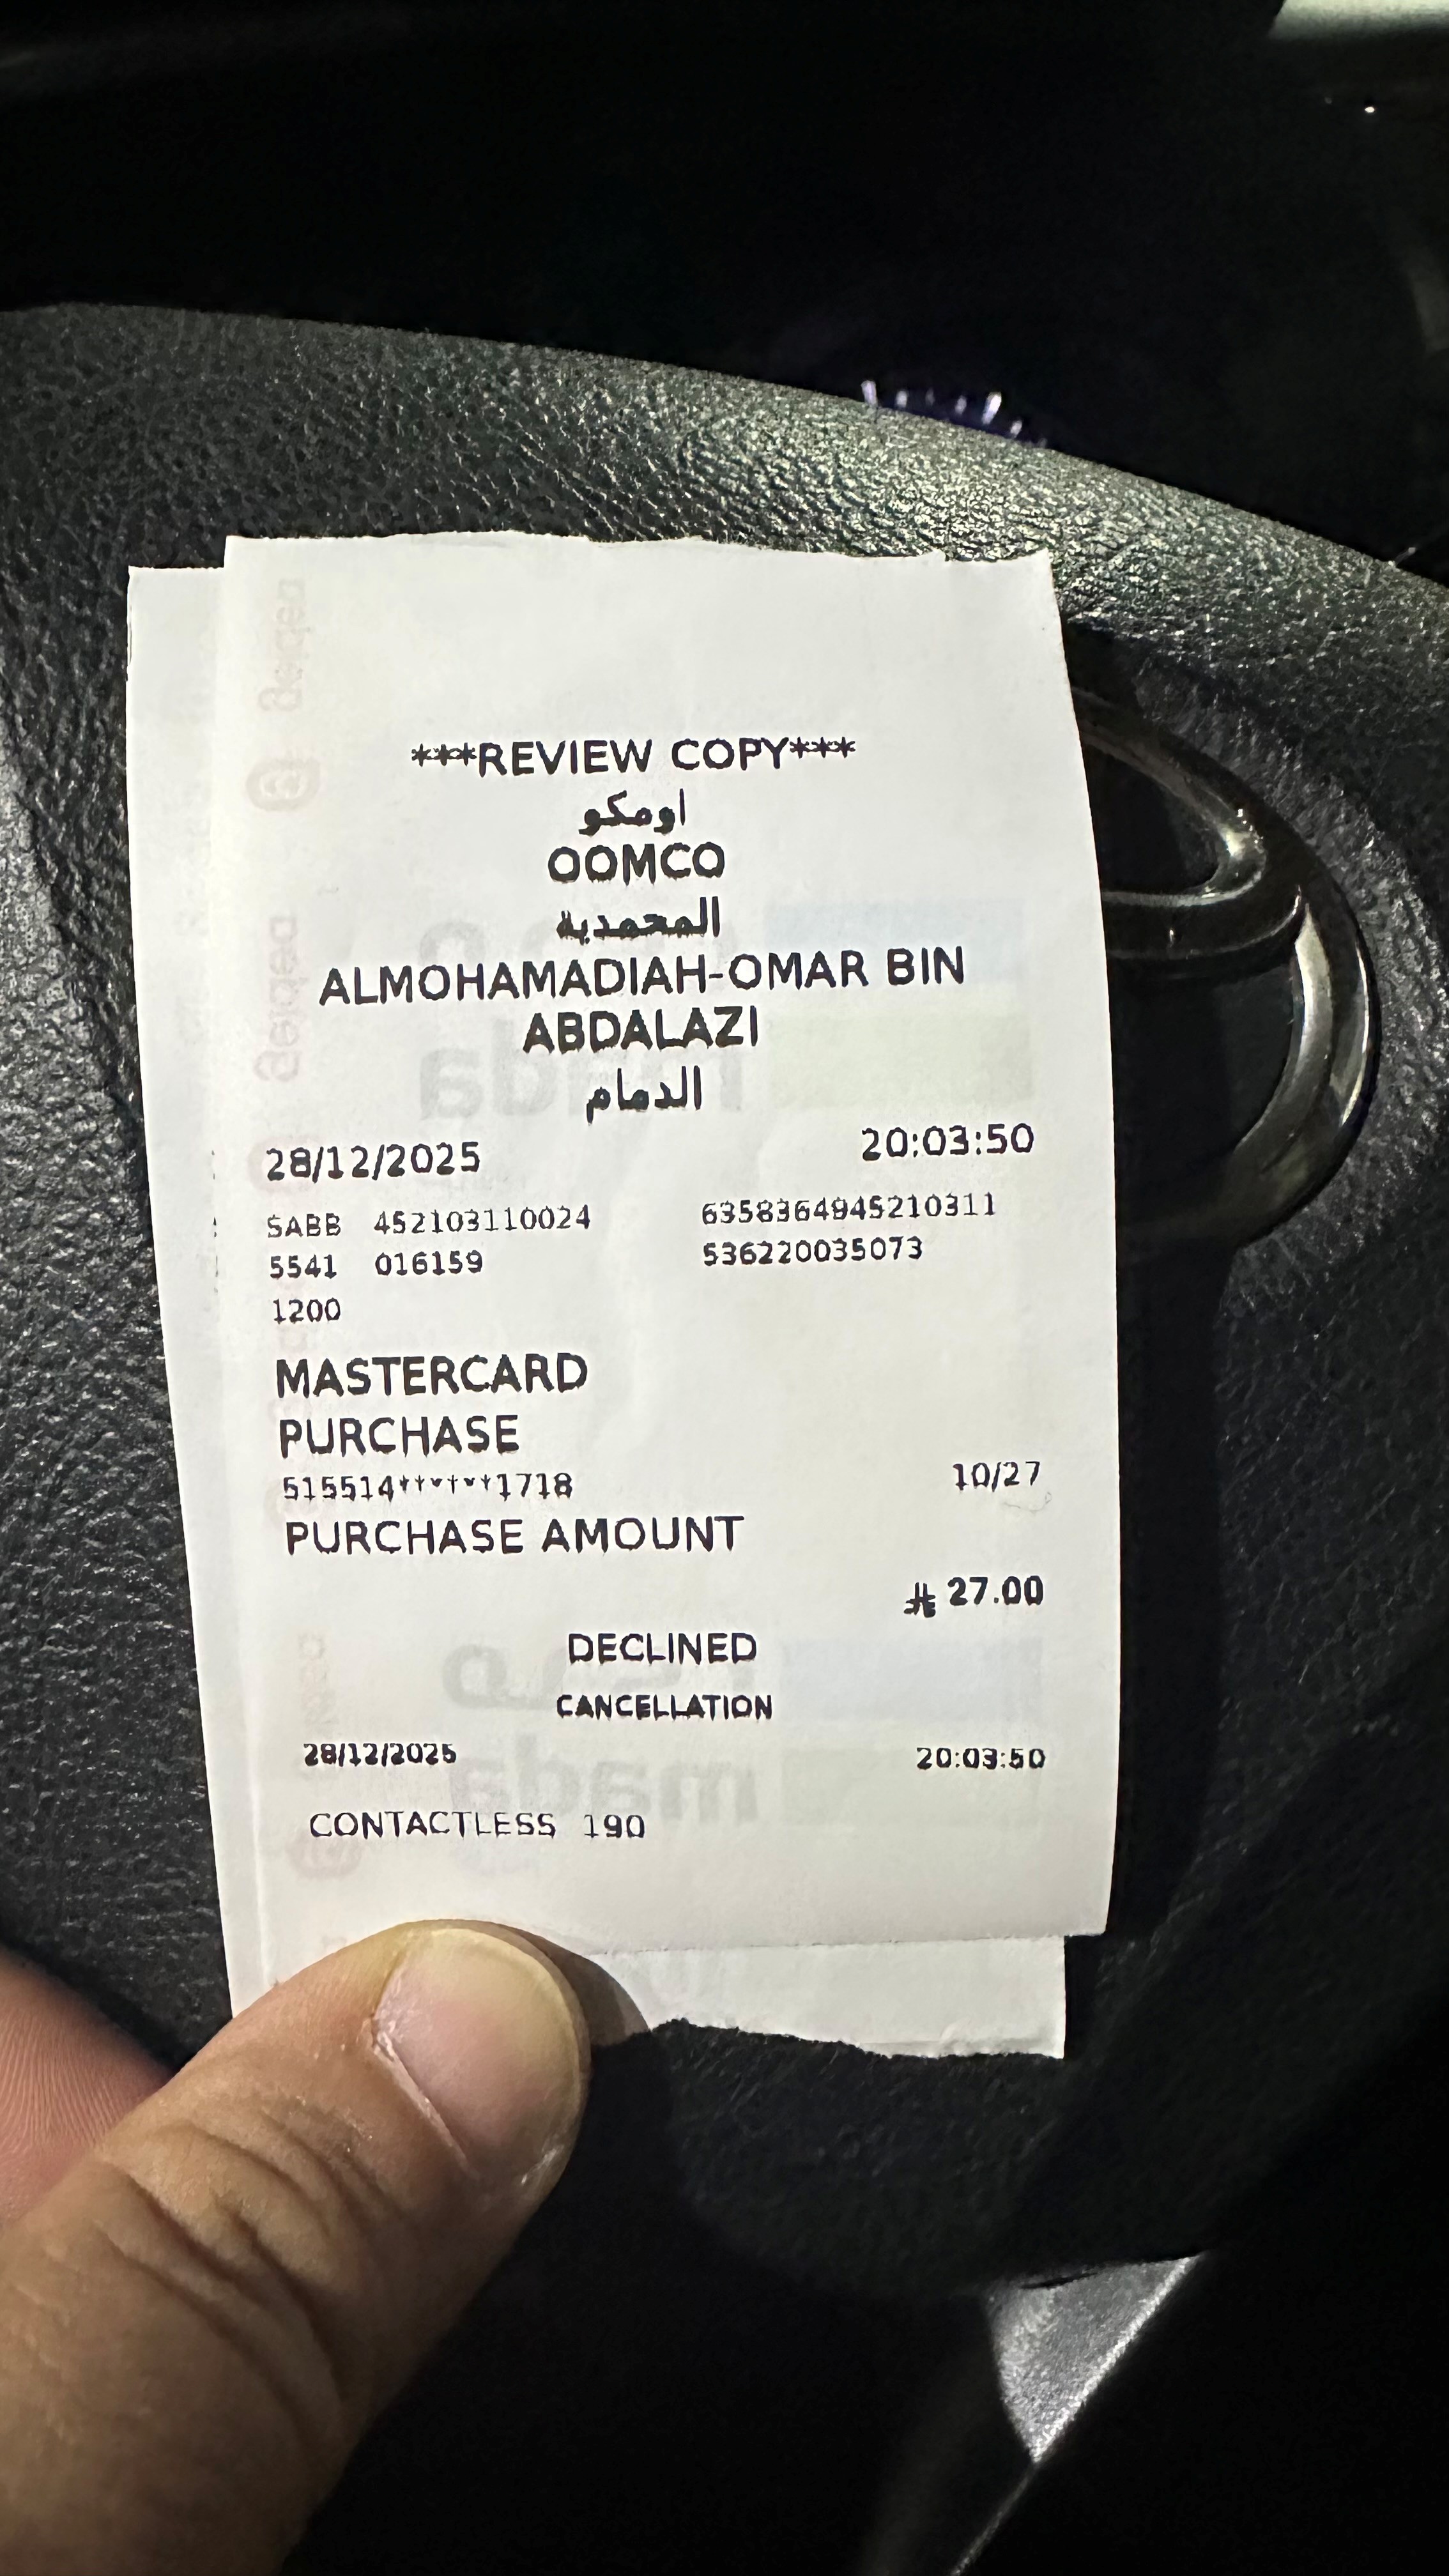 ***REVIEW COPY***
اومكو
OOMCO
المحمدية
ALMOHAMADIAH-OMAR BIN
ABDALAZI
الدمام
28/12/2025 20:03:50
SABB 452103110024 6358364945210311
5541 016159 536220035073
1200
MASTERCARD
PURCHASE
515514******1718 10/27
PURCHASE AMOUNT
⃁ 27.00
DECLINED
CANCELLATION
28/12/2025 20:03:50
CONTACTLESS 190
mada
mada